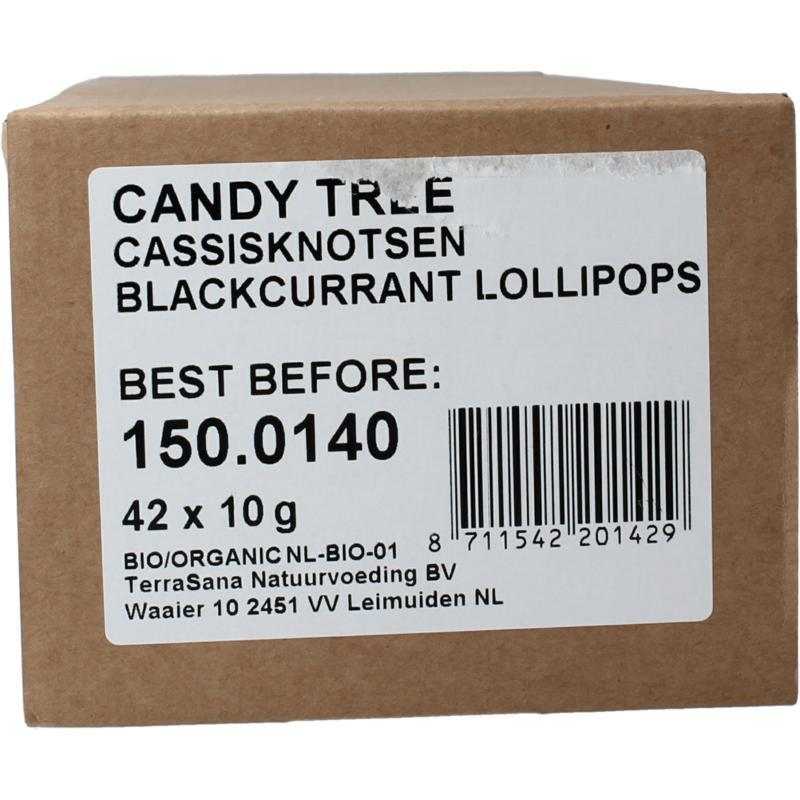 CANDY TREE
CASSISKNOTSEN
BLACKCURRANT LOLLIPOPS
BEST BEFORE:
150.0140
42 x 10 g
BIO/ORGANIC NL-BIO-01
TerraSana Natuurvoeding BV
Waaier 10 2451 VV Leimuiden NL
8 711542 201429